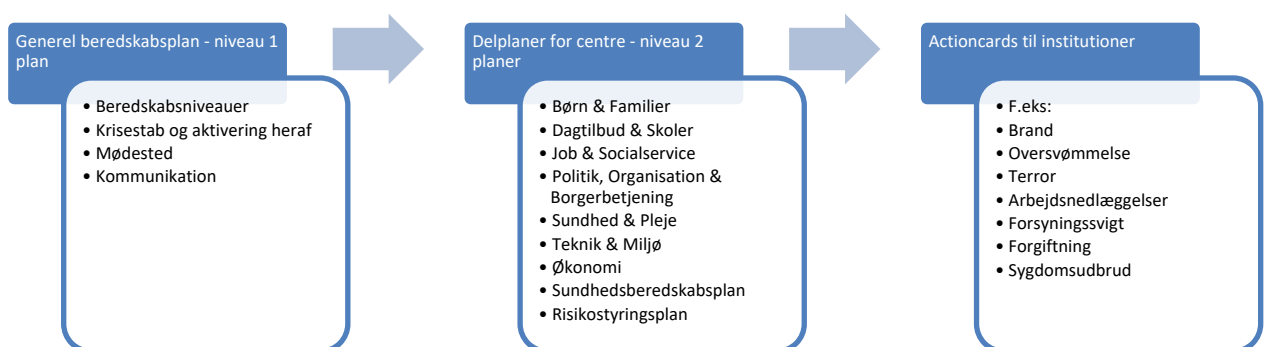 Generel beredskabsplan - niveau 1
plan
• Beredskabsniveauer
• Krisestab og aktivering heraf
• Mødested
• Kommunikation
Delplaner for centre - niveau 2
planer
• Børn & Familier
• Dagtilbud & Skoler
• Job & Socialservice
• Politik, Organisation &
Borgerbetjening
• Sundhed & Pleje
• Teknik & Miljø
• Økonomi
• Sundhedsberedskabsplan
• Risikostyringsplan
Actioncards til institutioner
• F.eks:
• Brand
• Oversvømmelse
• Terror
• Arbejdsnedlæggelser
• Forsyningssvigt
• Forgiftning
• Sygdomsudbrud